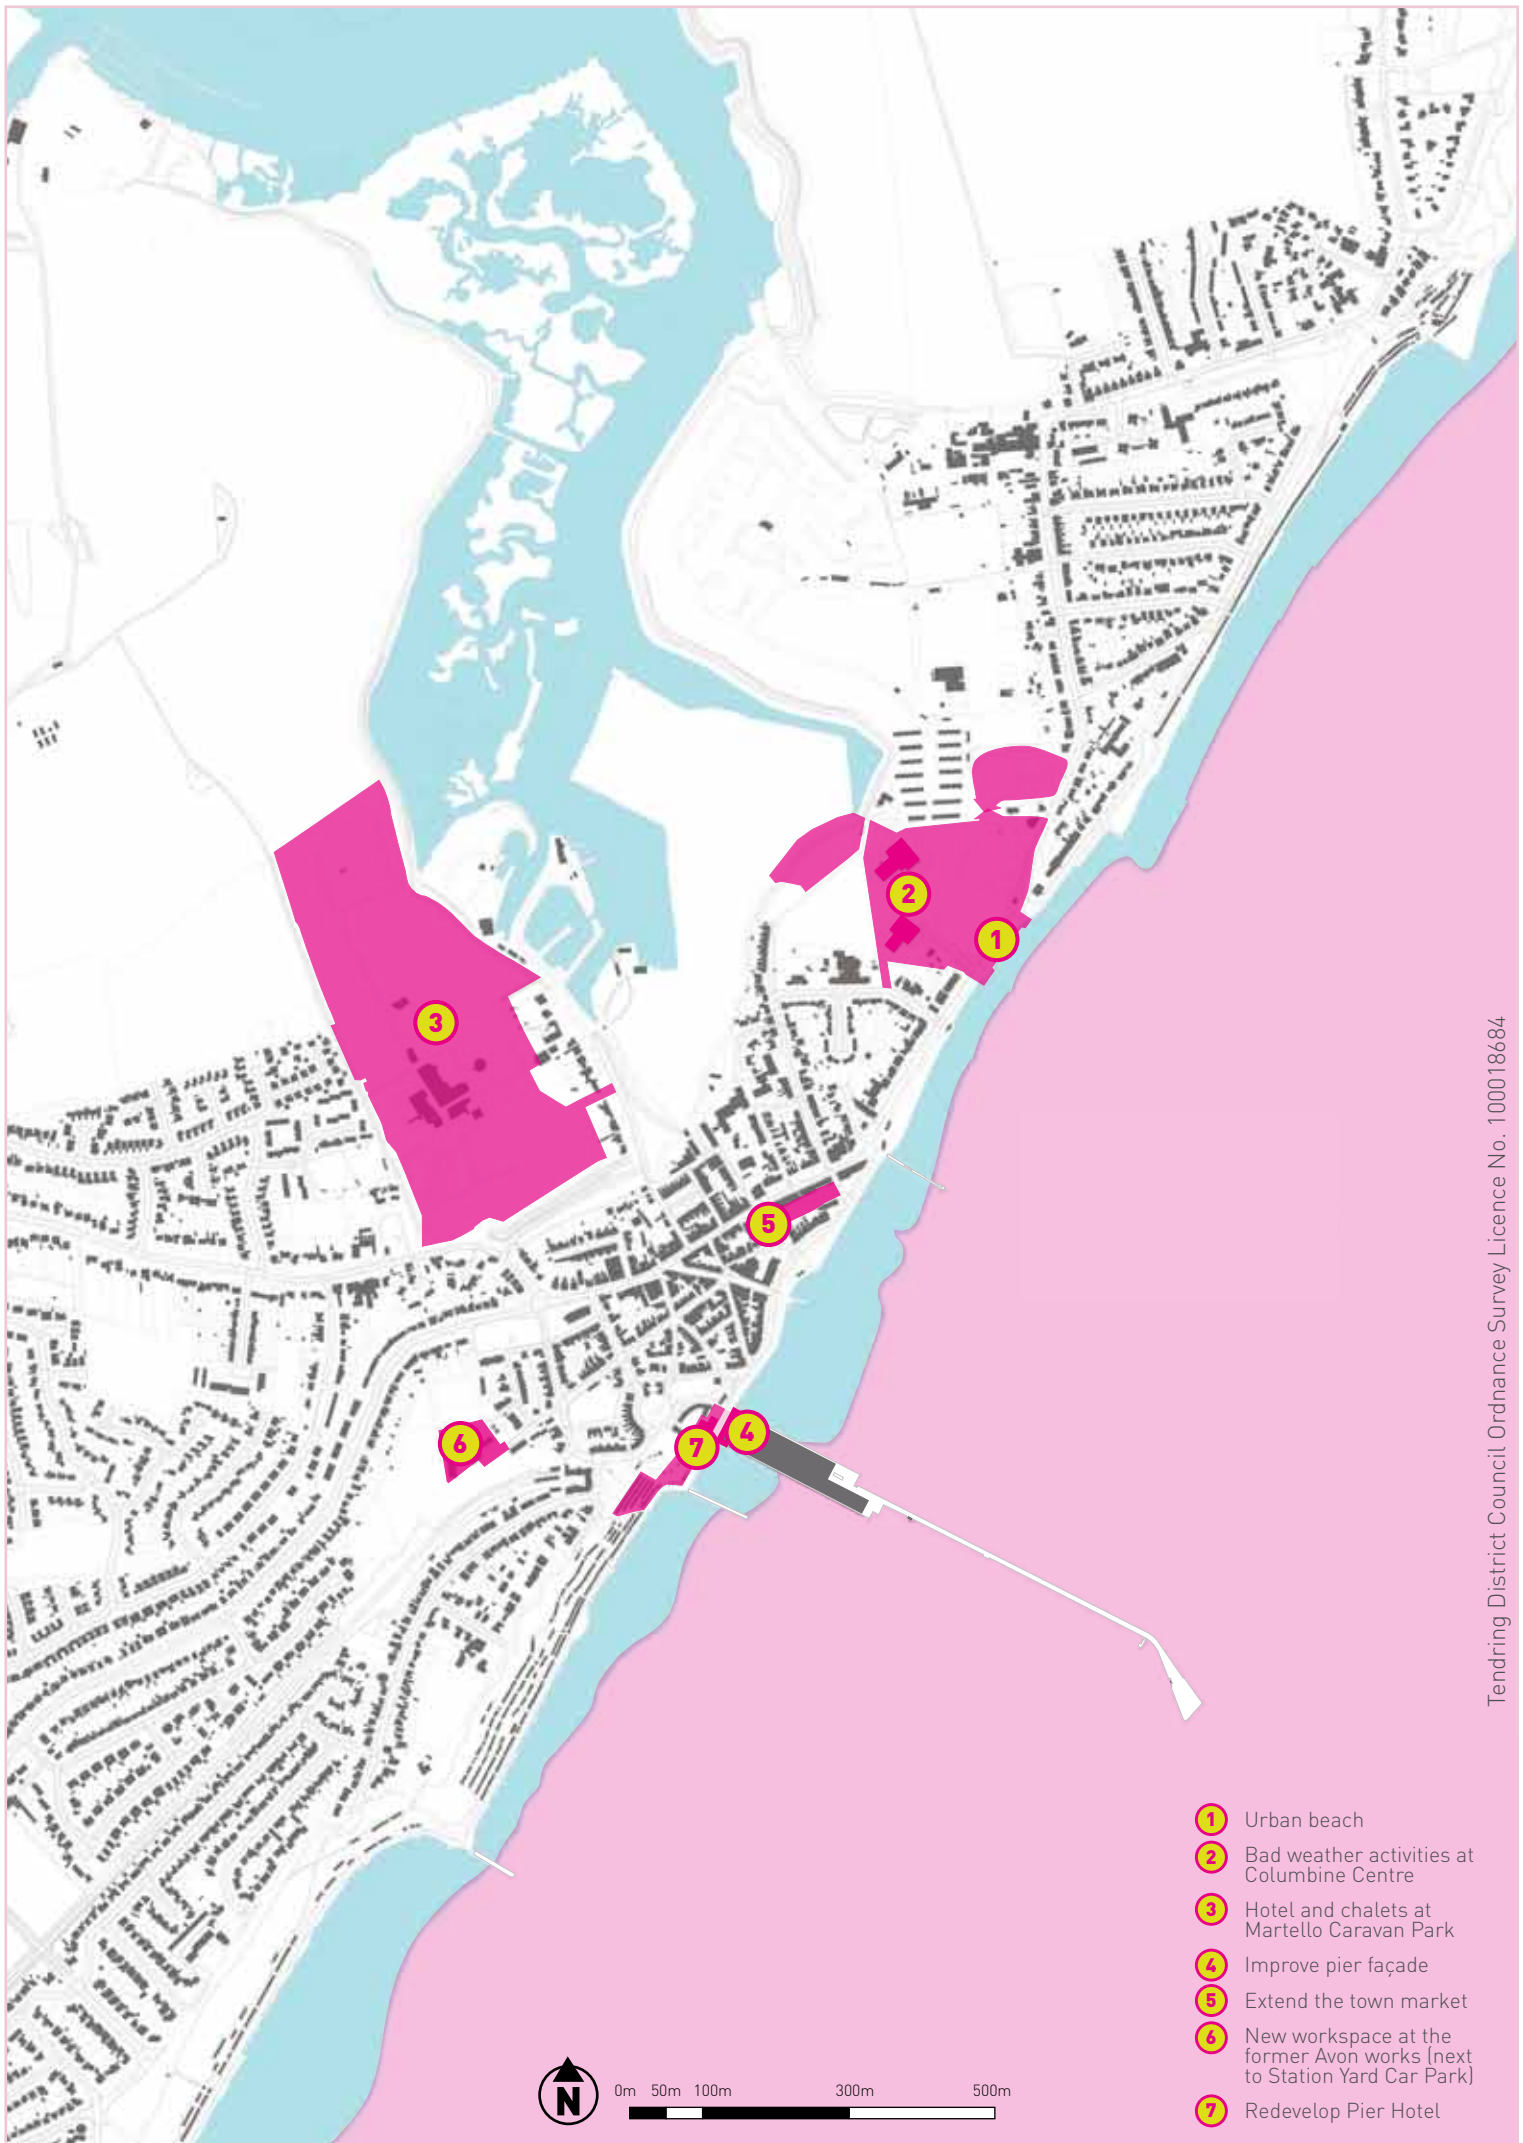 2
1
3
5
6
7
4
Tendring District Council Ordnance Survey Licence No. 100018684
1 Urban beach
2 Bad weather activities at
Columbine Centre
3 Hotel and chalets at
Martello Caravan Park
4 Improve pier façade
5 Extend the town market
6 New workspace at the
former Avon works (next
to Station Yard Car Park)
7 Redevelop Pier Hotel
N
0m 50m 100m 300m 500m